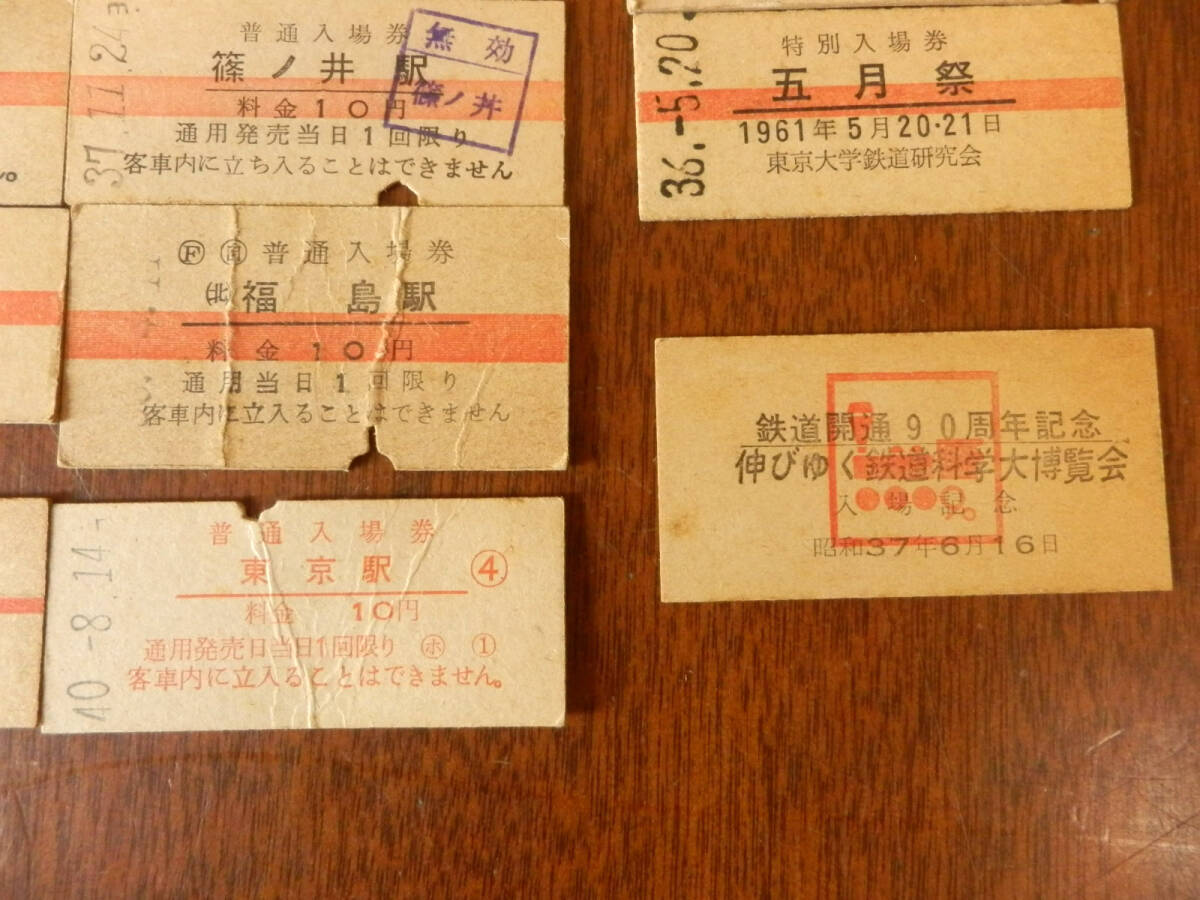 37.11.24
普通入場券
篠ノ井駅
料金10円
通用発売当日1回限り
客車内に立ち入ることはできません
無効
篠ノ井
36.-5.20
特別入場券
五月祭
1961年5月20・21日
東京大学鉄道研究会
Ⓕ 普通入場券
㈳福島駅
料金10円
通用当日1回限り
客車内に立入ることはできません
鉄道開通90周年記念
伸びゆく鉄道科学大博覧会
入場記念
昭和37年6月16日
40-8.14
普通入場券
東京駅 ④
料金 10円
通用発売日当日1回限り ㋭ ①
客車内に立入ることはできません。